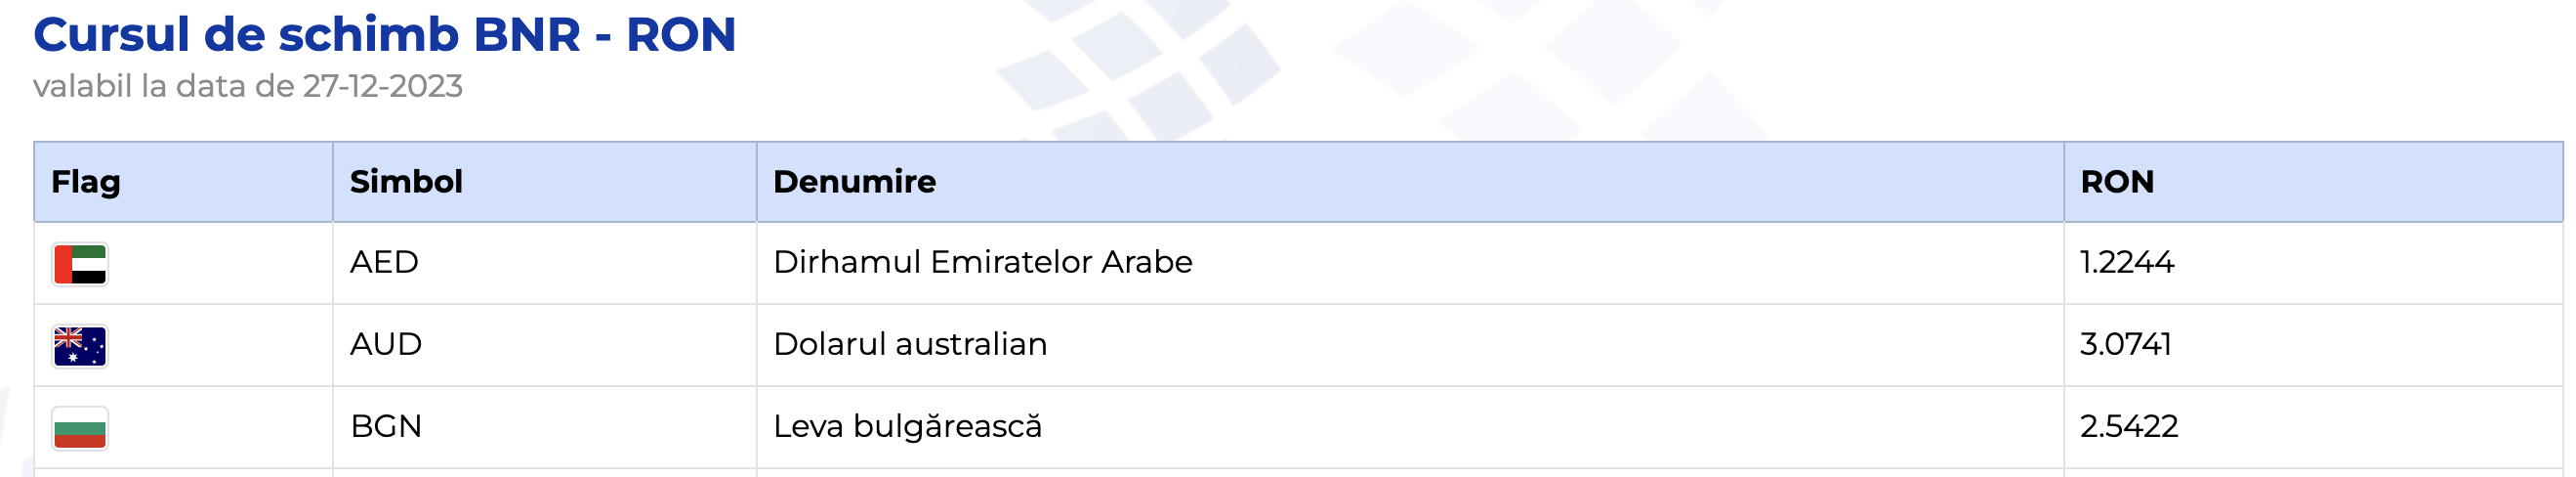 Cursul de schimb BNR - RON
valabil la data de 27-12-2023
Flag Simbol Denumire RON
AED Dirhamul Emiratelor Arabe 1.2244
AUD Dolarul australian 3.0741
BGN Leva bulgărească 2.5422